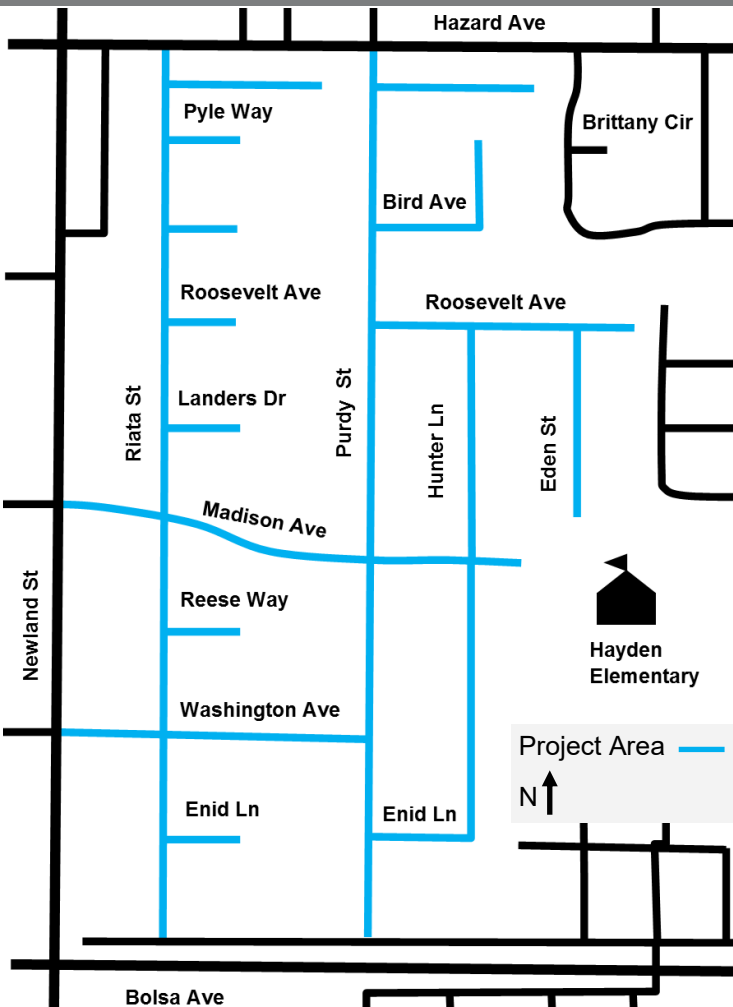 Hazard Ave
Pyle Way
Brittany Cir
Bird Ave
Roosevelt Ave
Roosevelt Ave
Riata St
Landers Dr
Purdy St
Hunter Ln
Eden St
Madison Ave
Newland St
Reese Way
Hayden
Elementary
Washington Ave
Project Area
N
Enid Ln
Enid Ln
Bolsa Ave